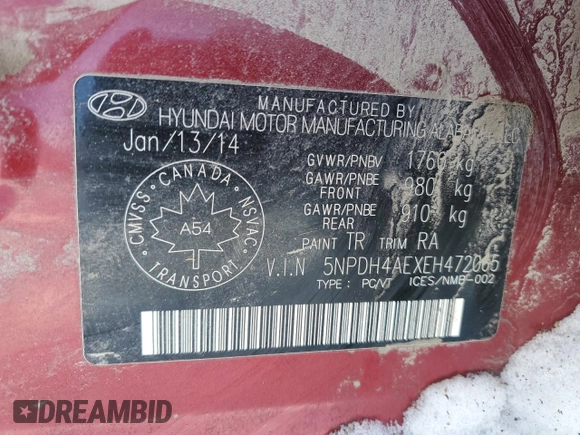 MANUFACTURED BY
HYUNDAI MOTOR MANUFACTURING ALABAMA, LLC
Jan/13/14
GVWR/PNBV 1760 kg
GAWR/PNBE FRONT 980 kg
GAWR/PNBE REAR 910 kg
PAINT TR TRIM RA
V.I.N 5NPDH4AEXEH472065
TYPE : PC/VT ICES/NMB-002
CANADA
CMVSS NSVAC
A54
TRANSPORT
DREAMBID